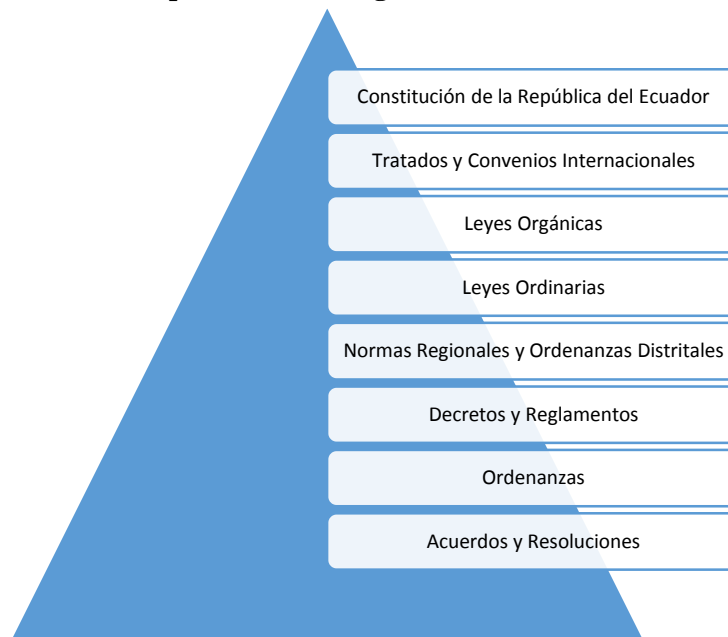 Constitución de la República del Ecuador
Tratados y Convenios Internacionales
Leyes Orgánicas
Leyes Ordinarias
Normas Regionales y Ordenanzas Distritales
Decretos y Reglamentos
Ordenanzas
Acuerdos y Resoluciones